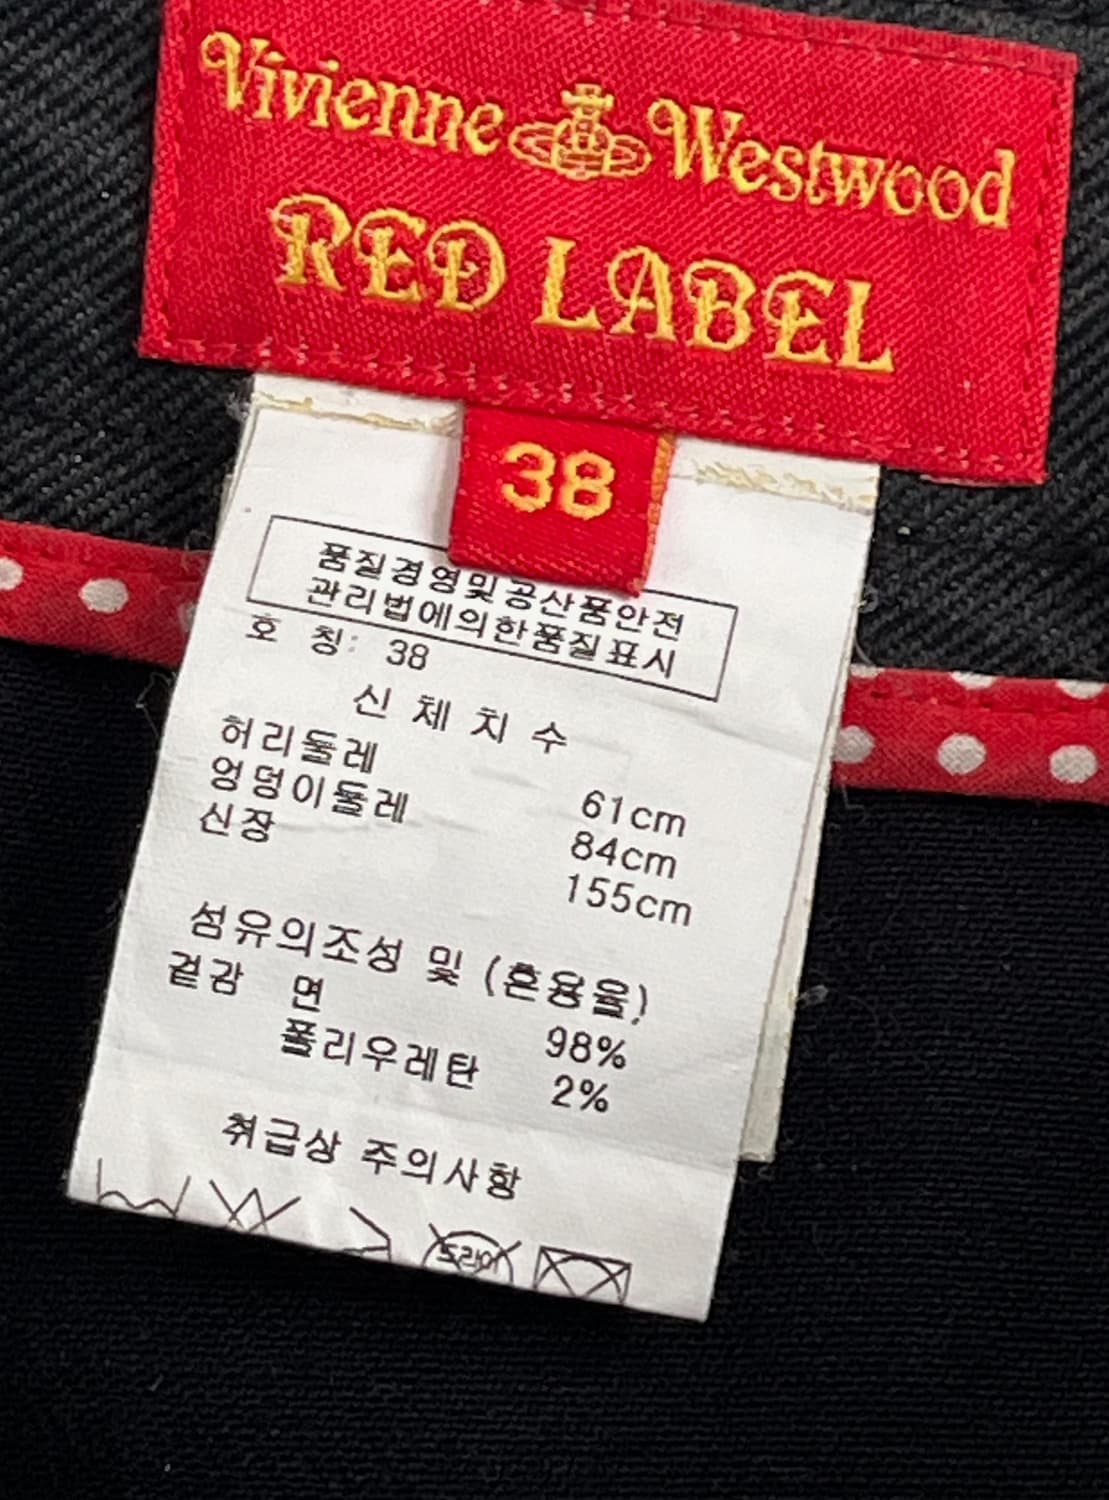 Vivienne Westwood
RED LABEL
38
품질경영및공산품안전
관리법에의한품질표시
호 칭: 38
신 체 치 수
허리둘레 61cm
엉덩이둘레 84cm
신장 155cm
섬유의조성 및 (혼용율)
겉감 면 98%
폴리우레탄 2%
취급상 주의사항
드라이